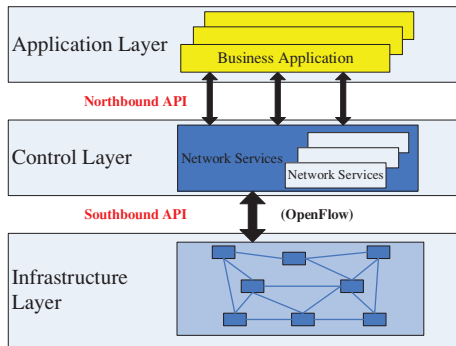 Application Layer
Business Application
Northbound API
Control Layer
Network Services
Network Services
Southbound API
(OpenFlow)
Infrastructure
Layer